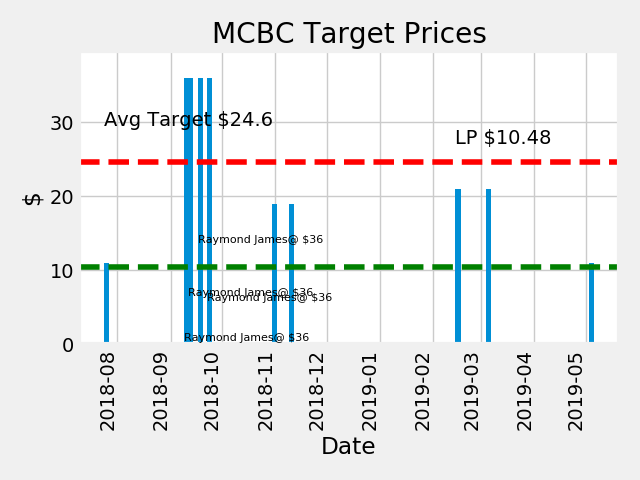 MCBC Target Prices
Avg Target $24.6
LP $10.48
Raymond James@ $36
Raymond James@ $36
Raymond James@ $36
Raymond James@ $36
$
30
20
10
0
2018-08
2018-09
2018-10
2018-11
2018-12
2019-01
2019-02
2019-03
2019-04
2019-05
Date